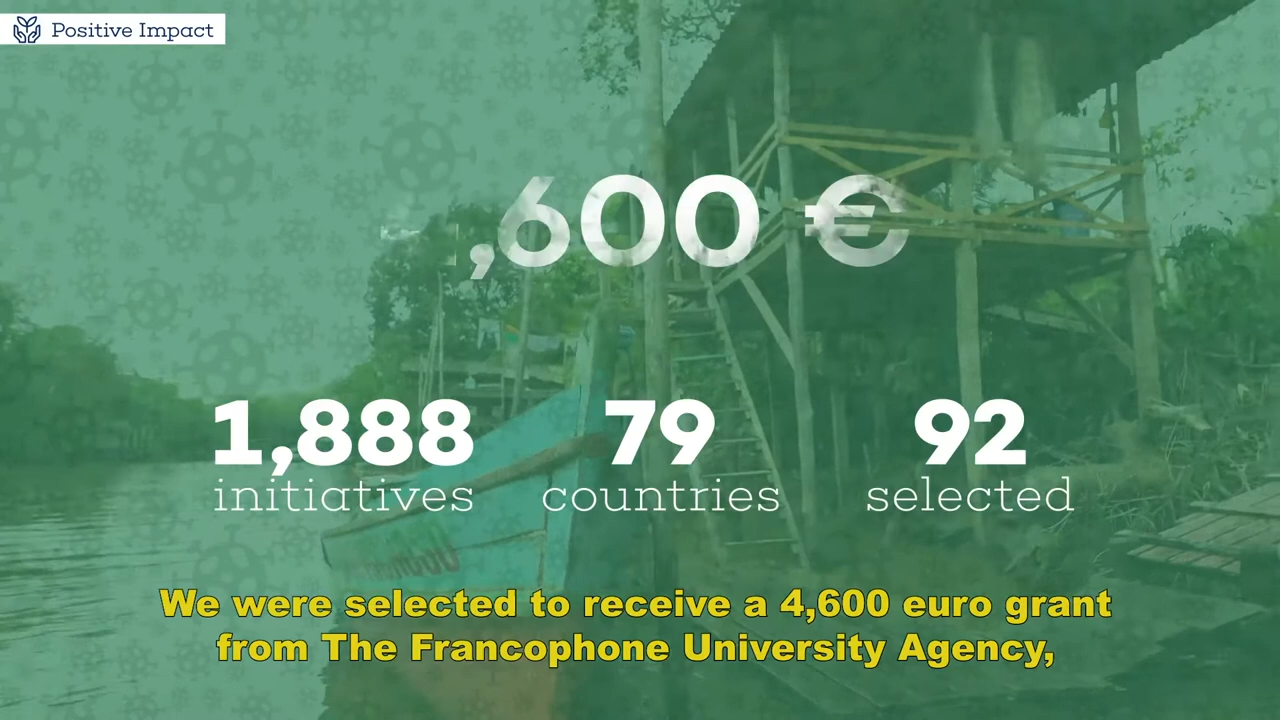 Positive Impact
,600 €
1,888
initiatives
79
countries
92
selected
We were selected to receive a 4,600 euro grant
from The Francophone University Agency,